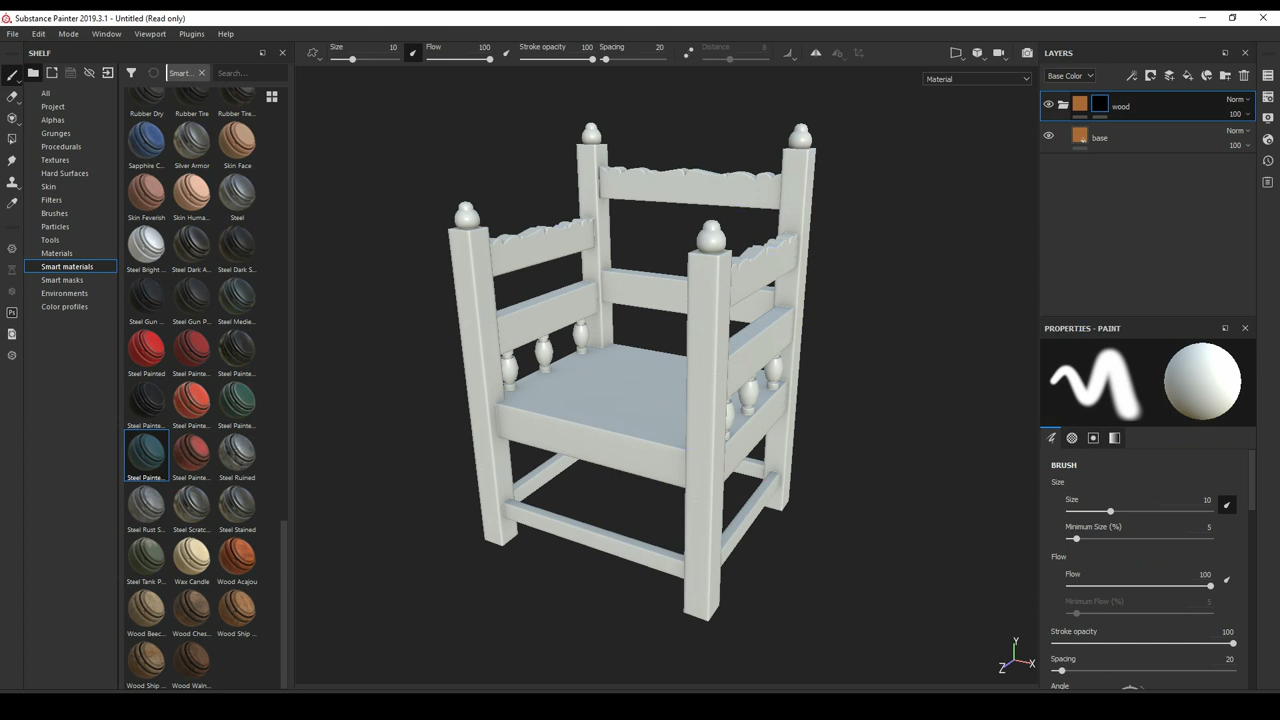 Substance Painter 2019.3.1 - Untitled (Read only)
File Edit Mode Window Viewport Plugins Help
SHELF
Size 10 Flow 100 Stroke opacity 100 Spacing 20 Distance 8
LAYERS
Smart... Search...
Base Color
Material
All
Project
Alphas
Grunges
Procedurals
Textures
Hard Surfaces
Skin
Filters
Brushes
Particles
Tools
Materials
Smart materials
Smart masks
Environments
Color profiles
Rubber Dry Rubber Tire Rubber Tire...
Sapphire C... Silver Armor Skin Face
Skin Feverish Skin Huma... Steel
Steel Bright ... Steel Dark A... Steel Dark S...
Steel Gun ... Steel Gun P... Steel Medie...
Steel Painted Steel Painte... Steel Painte...
Steel Painte... Steel Painte... Steel Painte...
Steel Painte... Steel Painte... Steel Ruined
Steel Rust S... Steel Scratc... Steel Stained
Steel Tank P... Wax Candle Wood Acajou
Wood Beec... Wood Ches... Wood Ship ...
Wood Ship ... Wood Waln...
wood Norm 100
base Norm 100
PROPERTIES - PAINT
BRUSH
Size
Size 10
Minimum Size (%) 5
Flow
Flow 100
Minimum Flow (%) 5
Stroke opacity 100
Spacing 20
Angle
Y
Z X
Ps